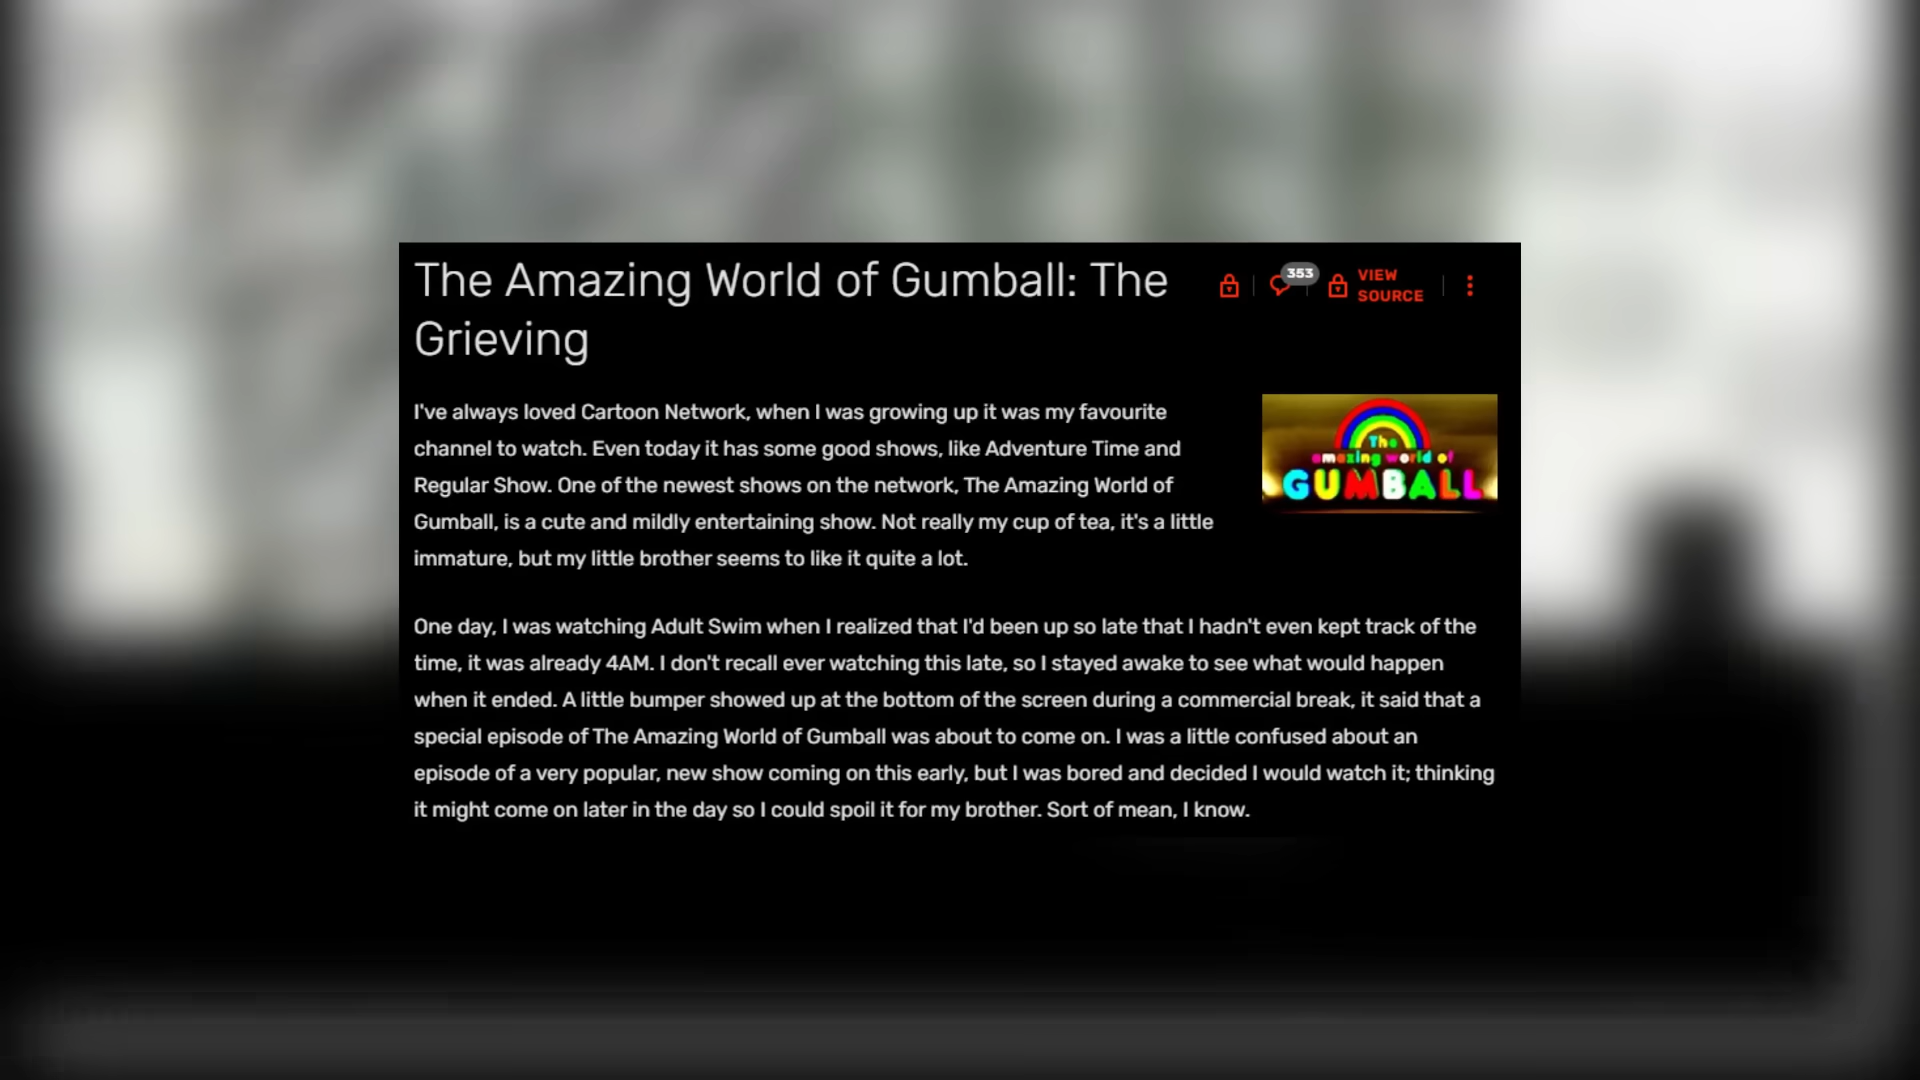 The Amazing World of Gumball: The
Grieving
353
VIEW
SOURCE
I've always loved Cartoon Network, when I was growing up it was my favourite
channel to watch. Even today it has some good shows, like Adventure Time and
Regular Show. One of the newest shows on the network, The Amazing World of
Gumball, is a cute and mildly entertaining show. Not really my cup of tea, it's a little
immature, but my little brother seems to like it quite a lot.
The
amazing world of
GUMBALL
One day, I was watching Adult Swim when I realized that I'd been up so late that I hadn't even kept track of the
time, it was already 4AM. I don't recall ever watching this late, so I stayed awake to see what would happen
when it ended. A little bumper showed up at the bottom of the screen during a commercial break, it said that a
special episode of The Amazing World of Gumball was about to come on. I was a little confused about an
episode of a very popular, new show coming on this early, but I was bored and decided I would watch it; thinking
it might come on later in the day so I could spoil it for my brother. Sort of mean, I know.